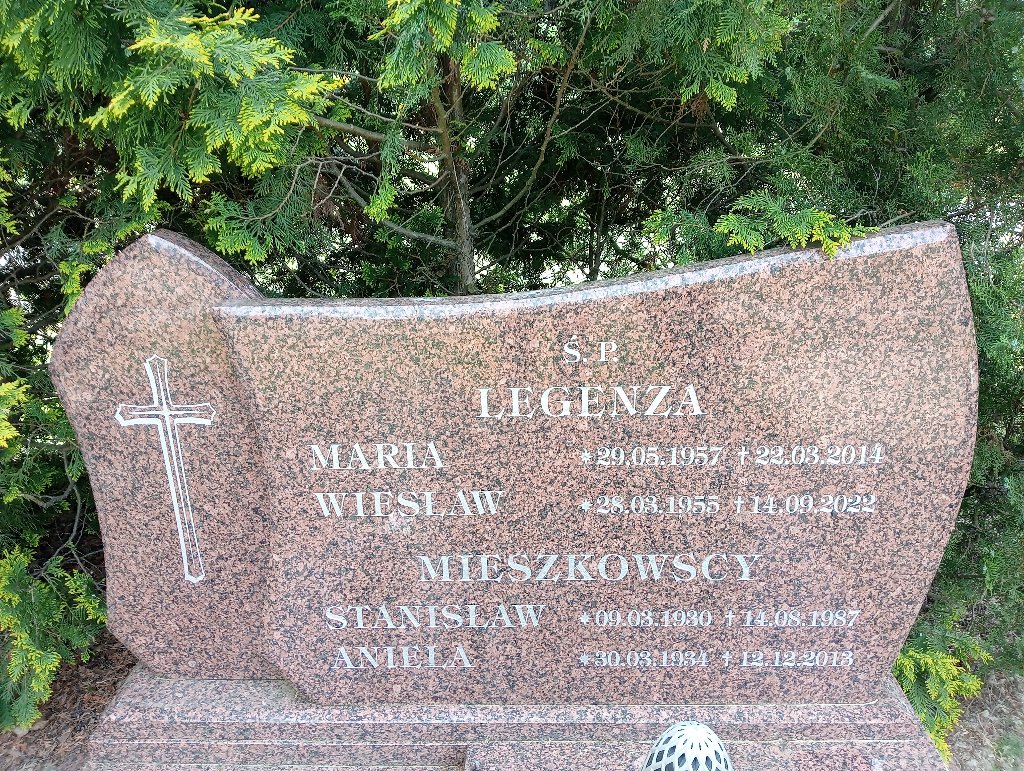 Ś. P.
LEGENZA
MARIA *29.05.1957 †22.03.2014
WIESŁAW *28.03.1955 †14.09.2022
MIESZKOWSCY
STANISŁAW *09.03.1930 †14.08.1987
ANIELA *30.03.1934 †12.12.2013